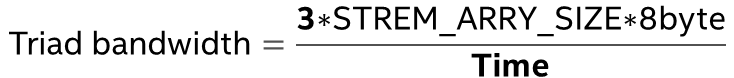 3*STREM_ARRY_SIZE*8byte
Triad bandwidth =
Time